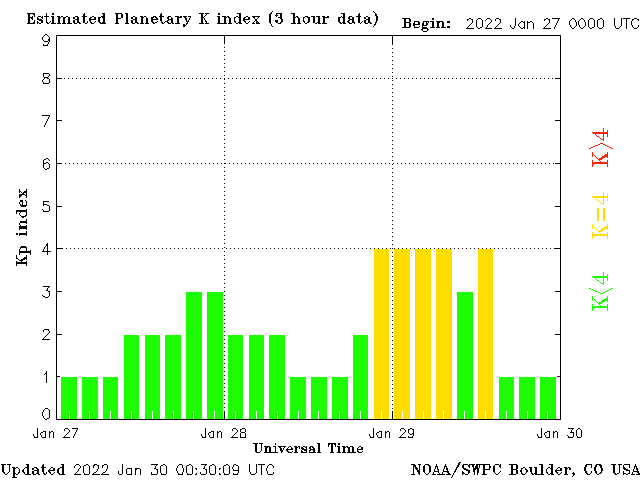 Estimated Planetary K index (3 hour data) Begin: 2022 Jan 27 0000 UTC
9
8
7
6
5
4
3
2
1
0
Kp index
K>4
K=4
K<4
Jan 27 Jan 28 Jan 29 Jan 30
Universal Time
Updated 2022 Jan 30 00:30:09 UTC NOAA/SWPC Boulder, CO USA